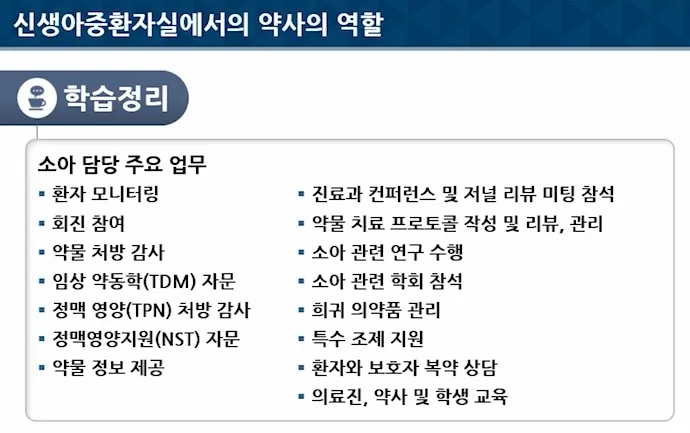 신생아중환자실에서의 약사의 역할
학습정리
소아 담당 주요 업무
▪ 환자 모니터링
▪ 회진 참여
▪ 약물 처방 감사
▪ 임상 약동학(TDM) 자문
▪ 정맥 영양(TPN) 처방 감사
▪ 정맥영양지원(NST) 자문
▪ 약물 정보 제공
▪ 진료과 컨퍼런스 및 저널 리뷰 미팅 참석
▪ 약물 치료 프로토콜 작성 및 리뷰, 관리
▪ 소아 관련 연구 수행
▪ 소아 관련 학회 참석
▪ 희귀 의약품 관리
▪ 특수 조제 지원
▪ 환자와 보호자 복약 상담
▪ 의료진, 약사 및 학생 교육